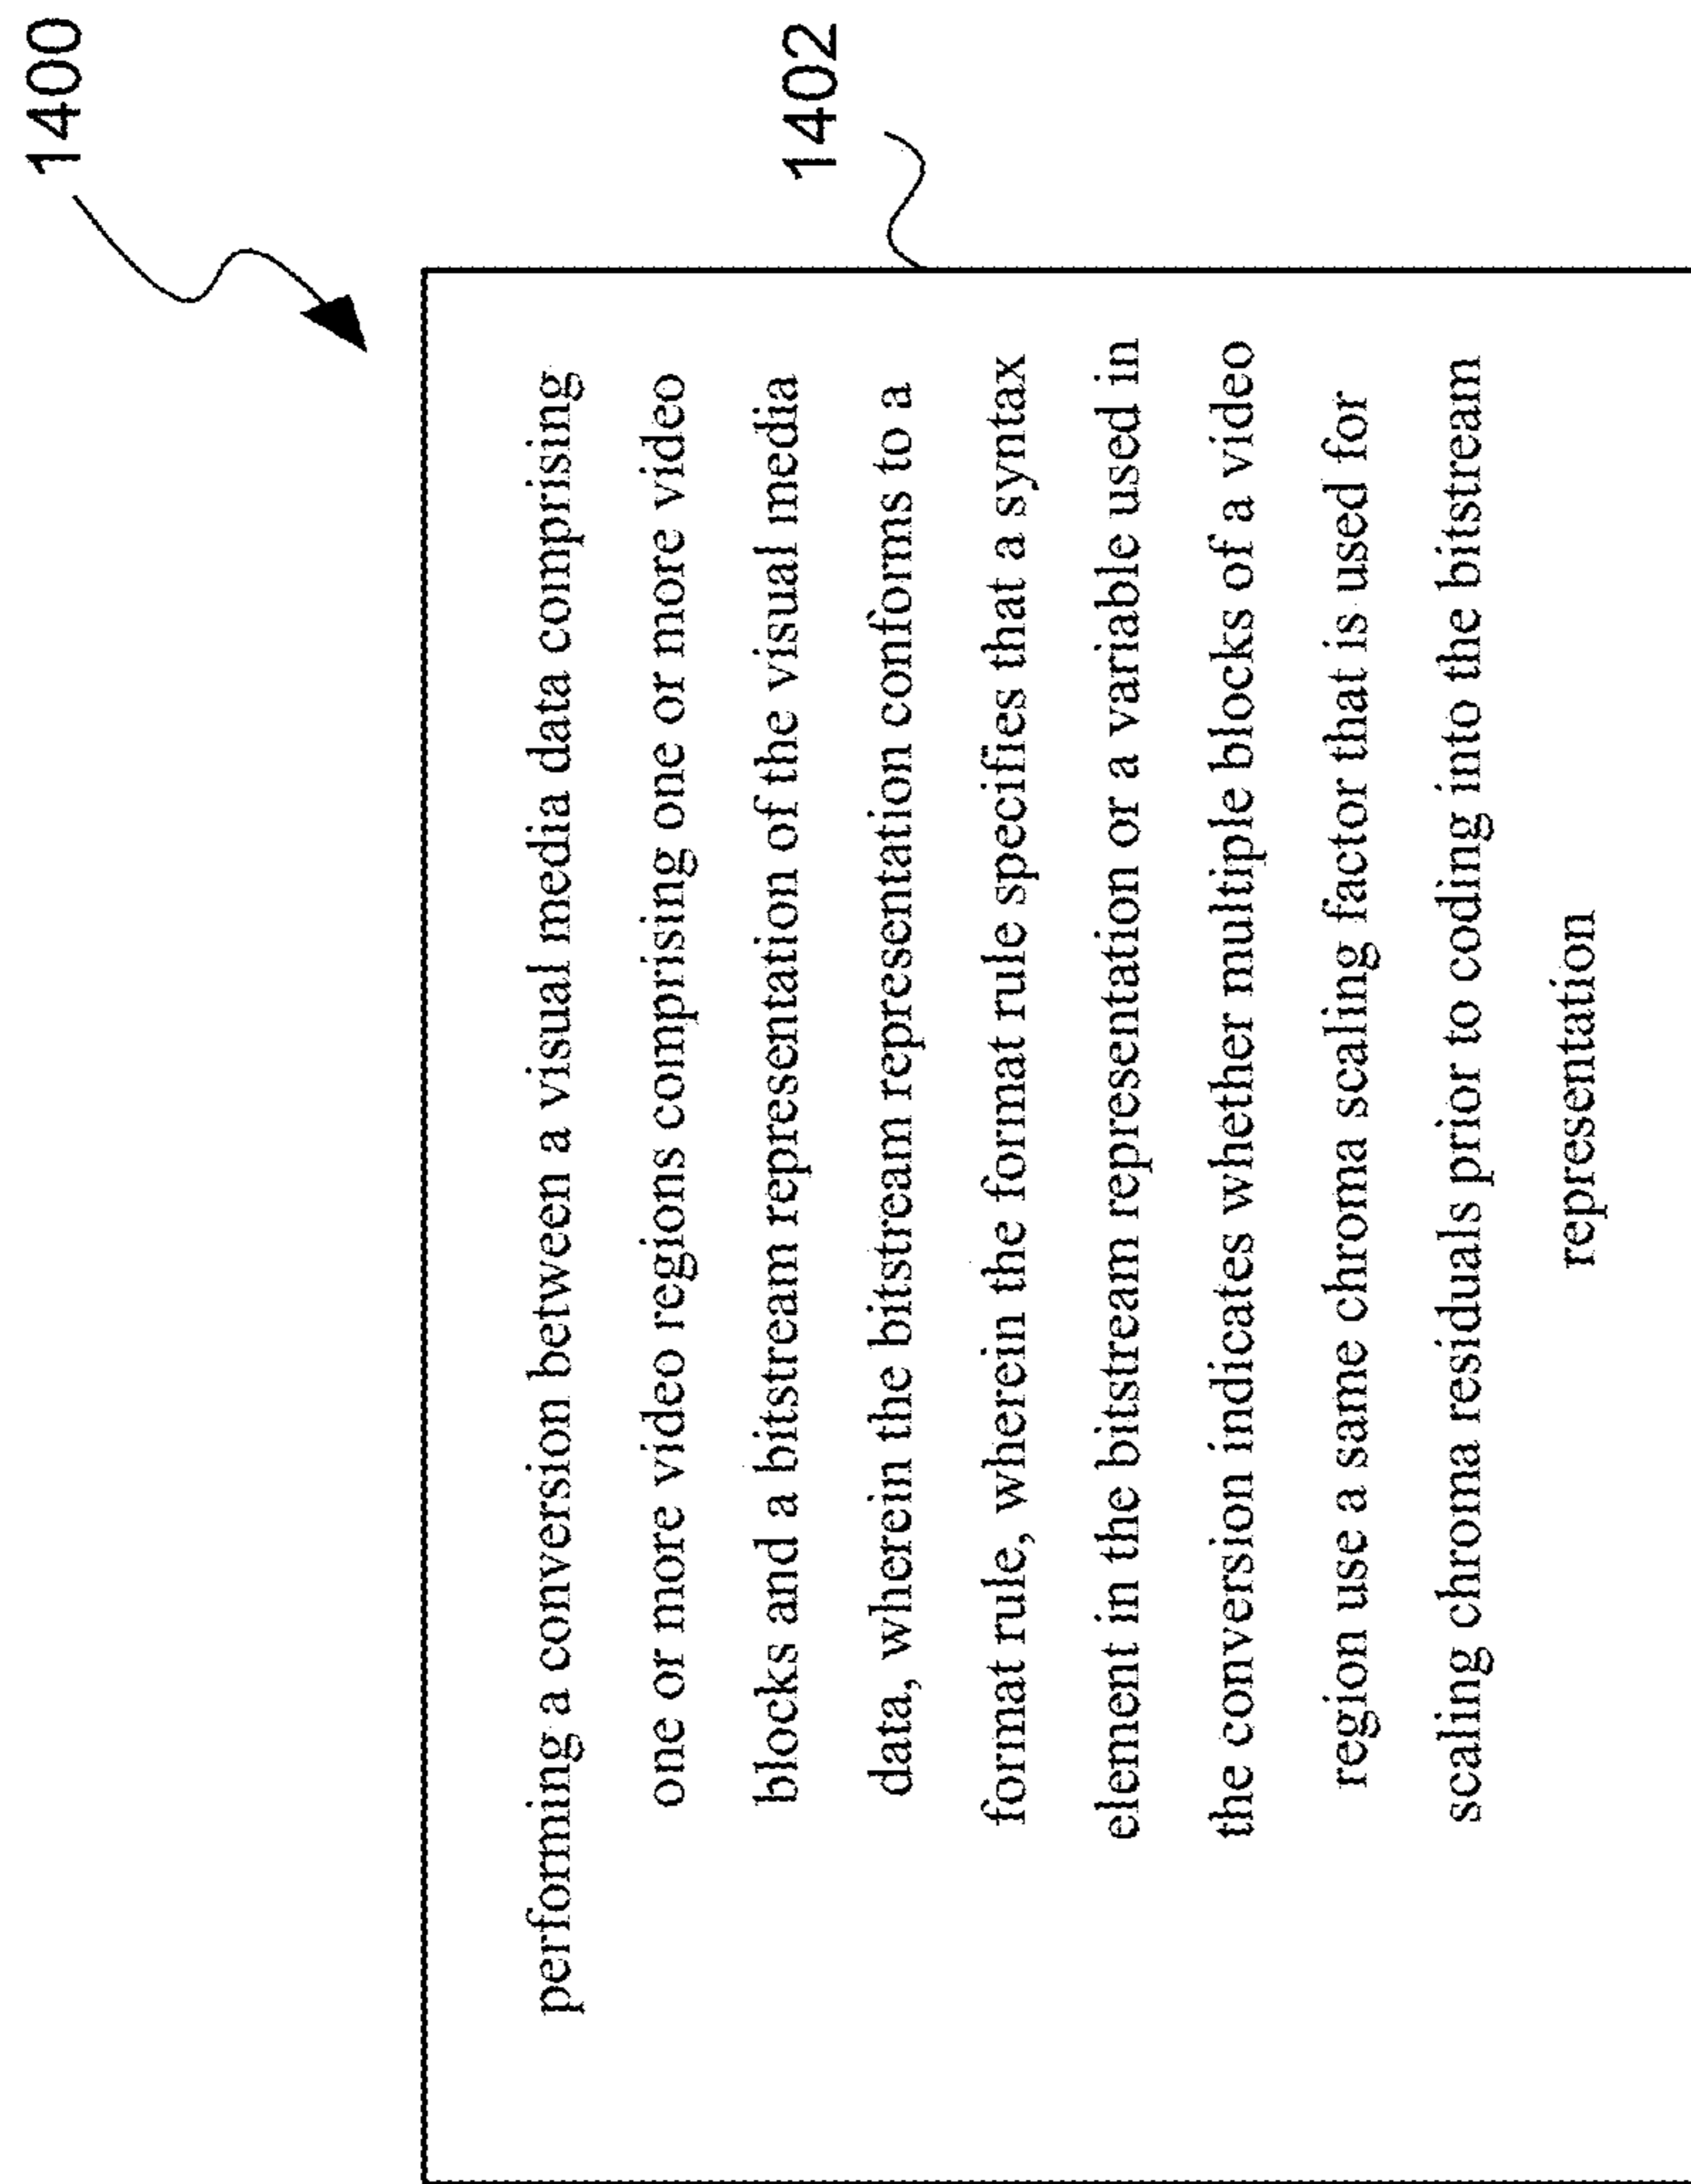 1400
1402
performing a conversion between a visual media data comprising
one or more video regions comprising one or more video
blocks and a bitstream representation of the visual media
data, wherein the bitstream representation conforms to a
format rule, wherein the format rule specifies that a syntax
element in the bitstream representation or a variable used in
the conversion indicates whether multiple blocks of a video
region use a same chroma scaling factor that is used for
scaling chroma residuals prior to coding into the bitstream
representation